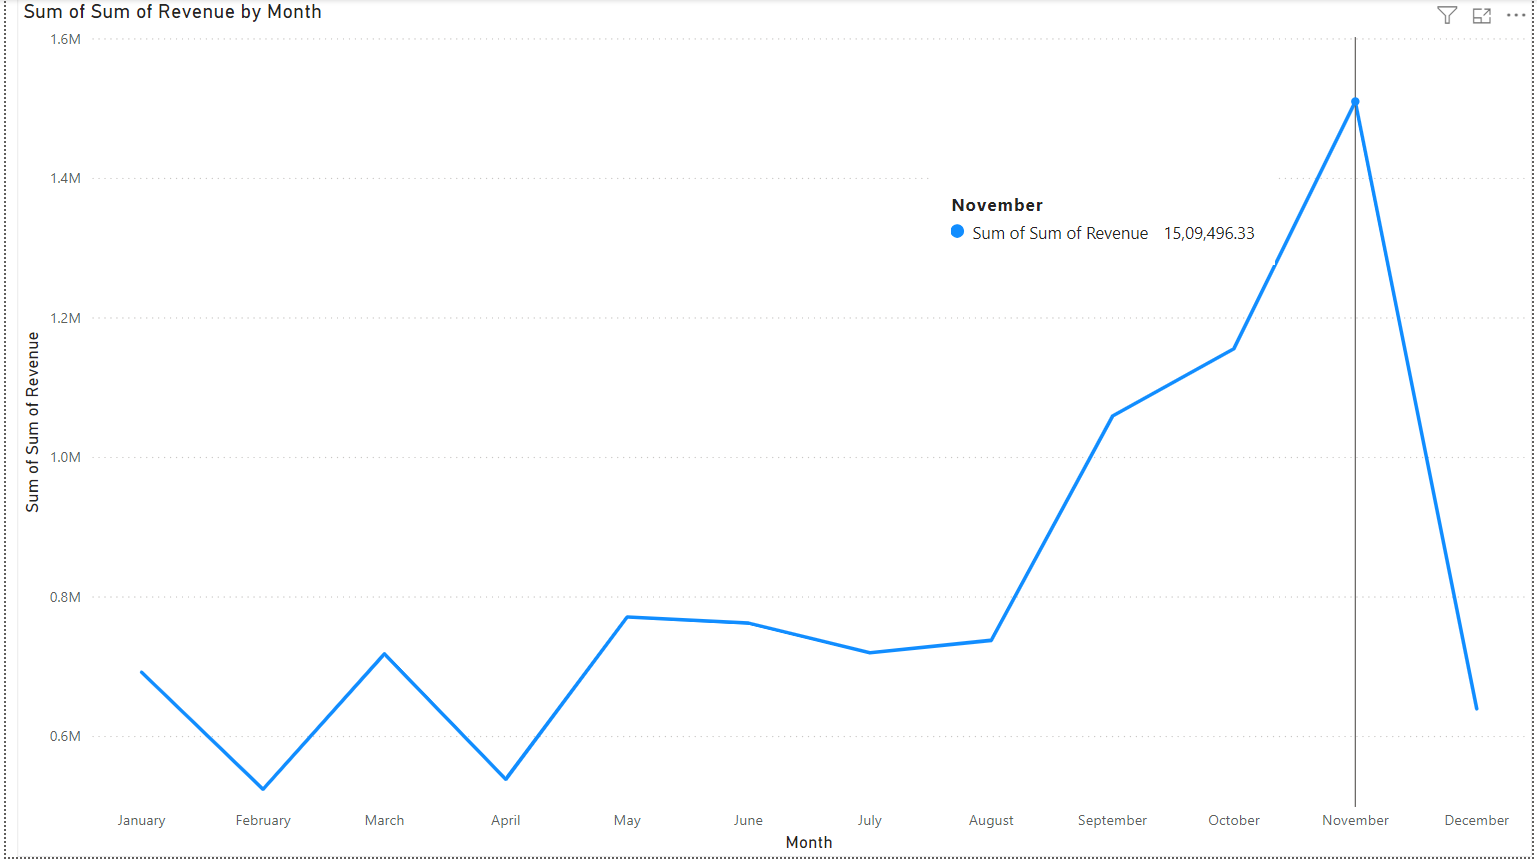 Sum of Sum of Revenue by Month
1.6M
1.4M
1.2M
1.0M
0.8M
0.6M
Sum of Sum of Revenue
November
Sum of Sum of Revenue 15,09,496.33
January February March April May June July August September October November December
Month